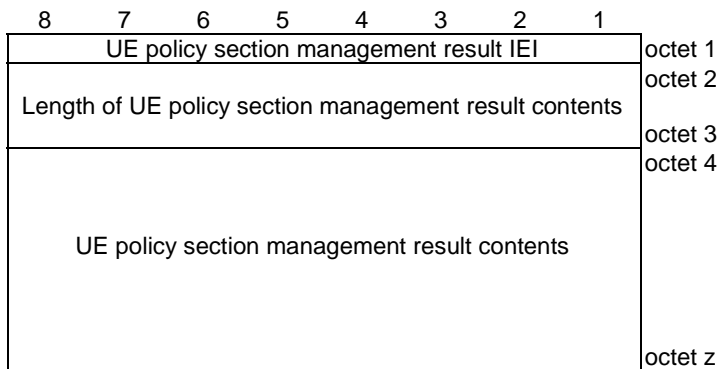 8 7 6 5 4 3 2 1
UE policy section management result IEI octet 1
octet 2
Length of UE policy section management result contents
octet 3
octet 4
UE policy section management result contents
octet z